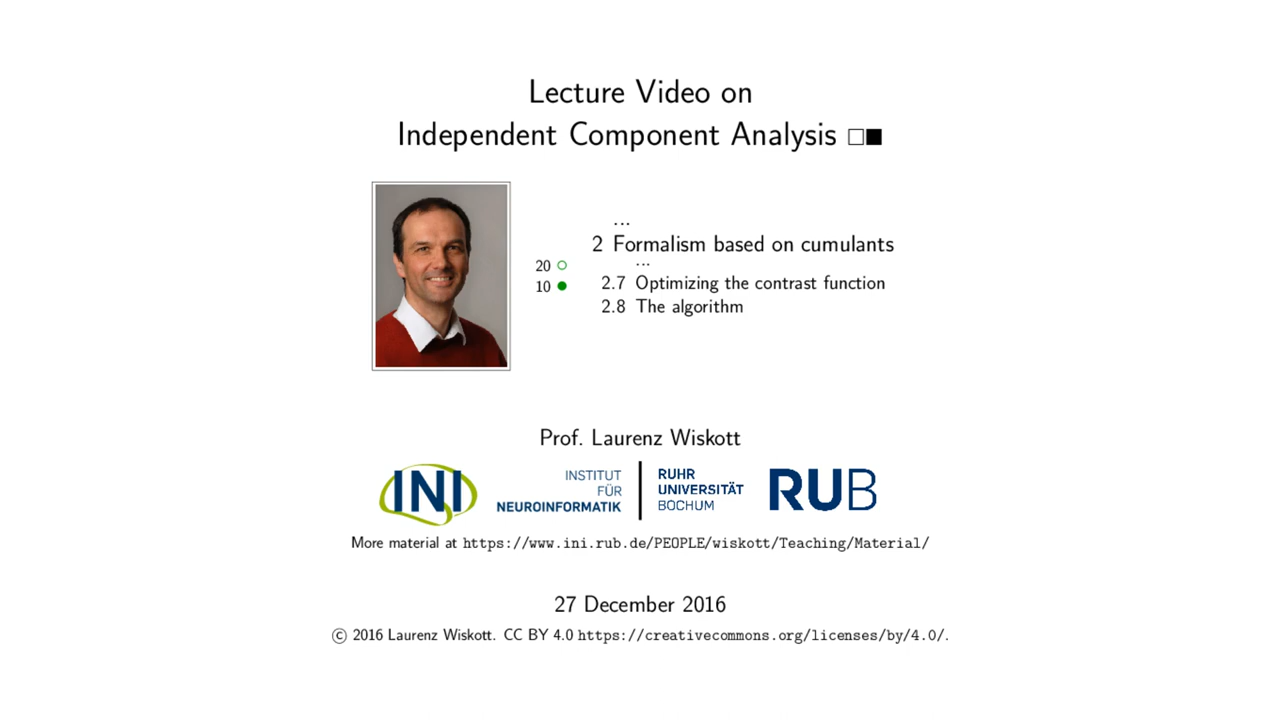 Lecture Video on
Independent Component Analysis □■
...
2 Formalism based on cumulants
20 ○ ...
10 ● 2.7 Optimizing the contrast function
2.8 The algorithm
Prof. Laurenz Wiskott
INI
INSTITUT
FÜR
NEUROINFORMATIK
RUHR
UNIVERSITÄT
BOCHUM
RUB
More material at https://www.ini.rub.de/PEOPLE/wiskott/Teaching/Material/
27 December 2016
© 2016 Laurenz Wiskott. CC BY 4.0 https://creativecommons.org/licenses/by/4.0/.